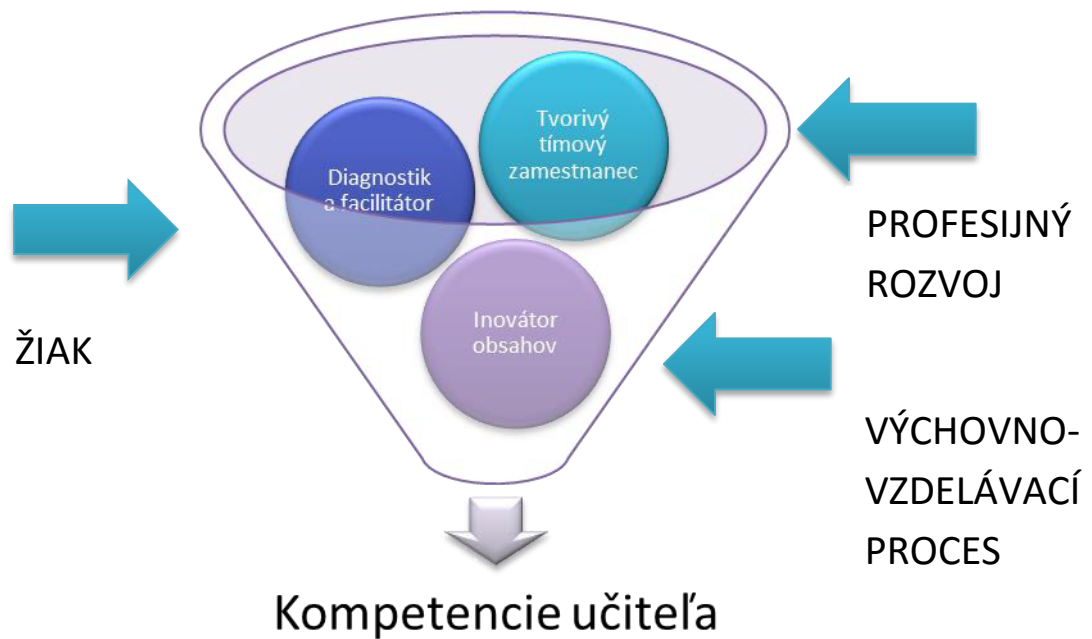 Tvorivý
tímový
zamestnanec
Diagnostik
a facilitátor
Inovátor
obsahov
ŽIAK
PROFESIJNÝ
ROZVOJ
VÝCHOVNO-
VZDELÁVACÍ
PROCES
Kompetencie učiteľa